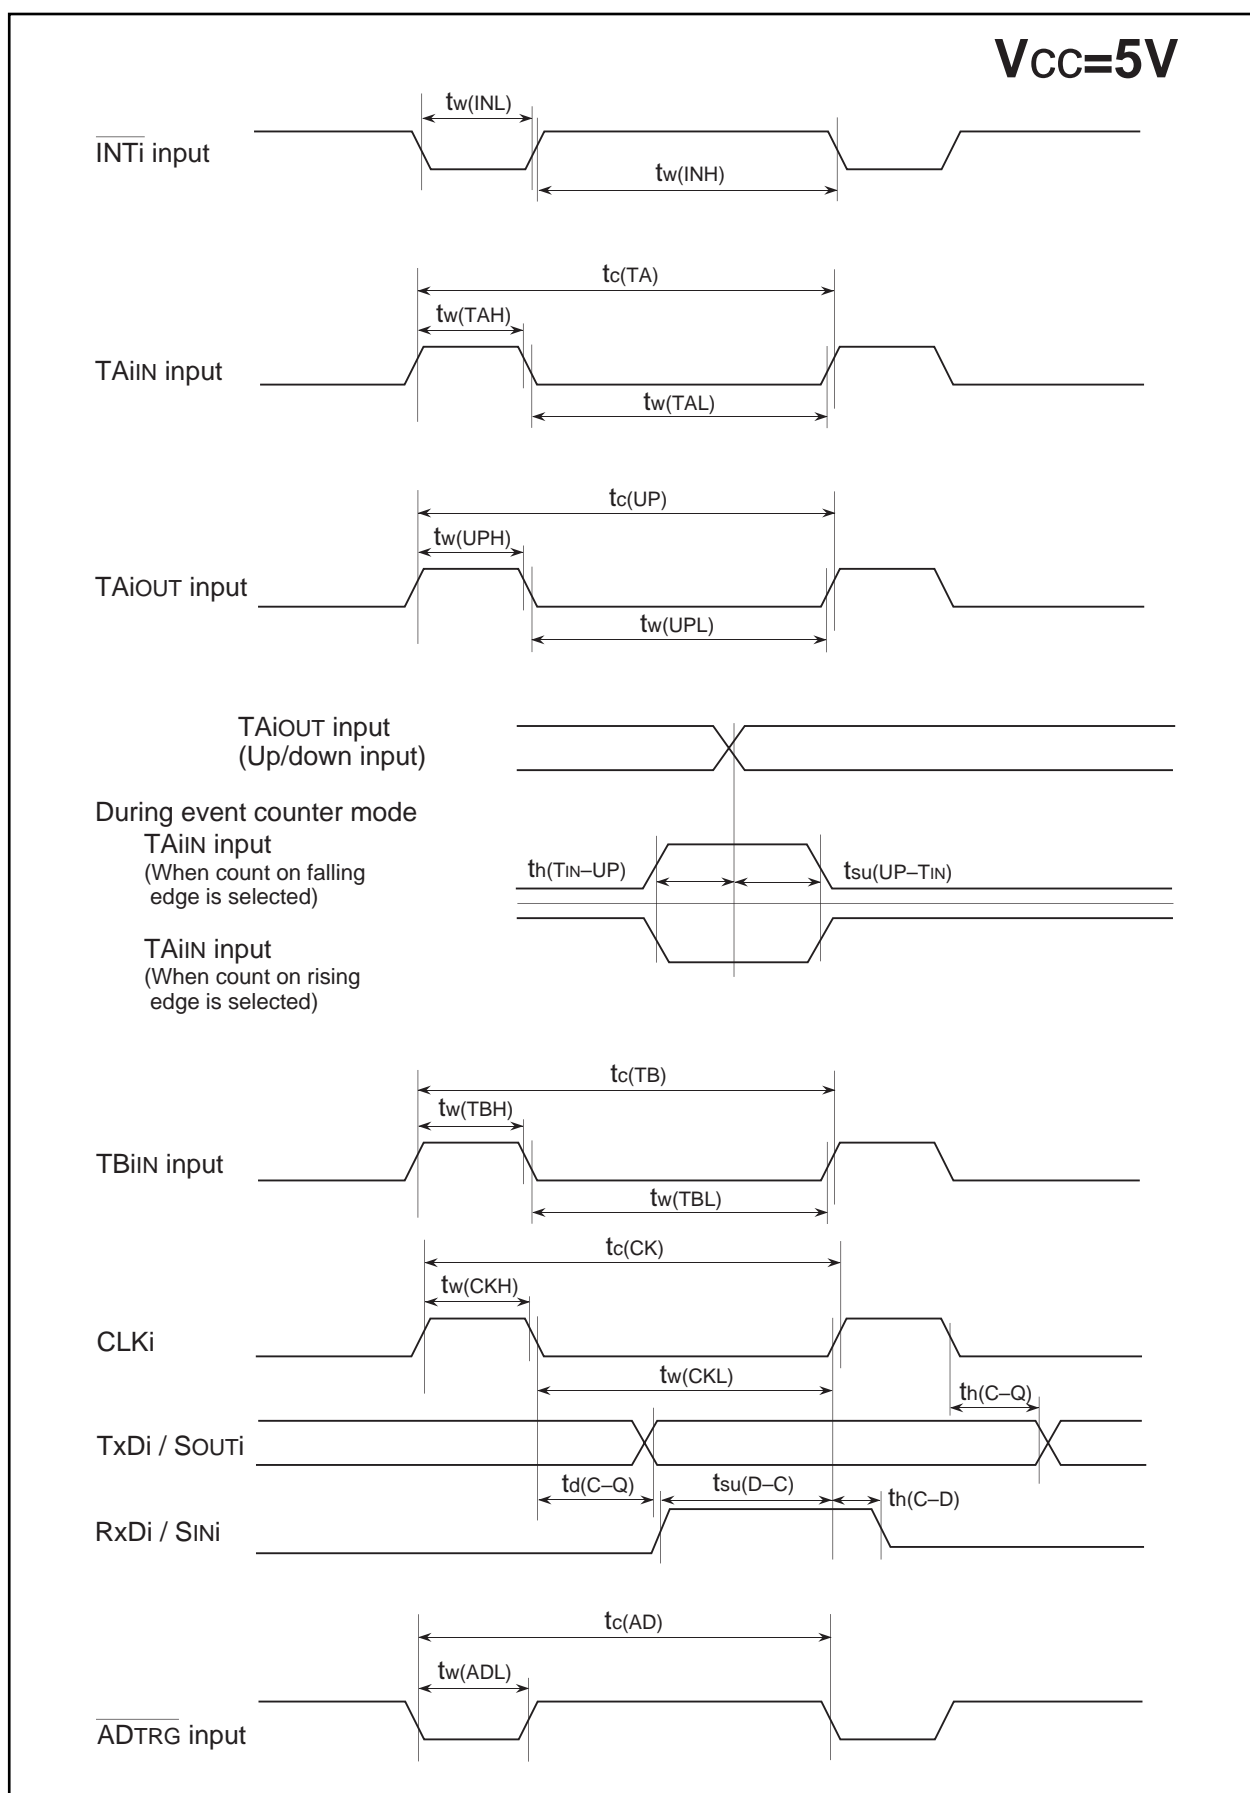 VCC=5V
tw(INL)
INTi input
tw(INH)
tc(TA)
tw(TAH)
TAiIN input
tw(TAL)
tc(UP)
tw(UPH)
TAiOUT input
tw(UPL)
TAiOUT input
(Up/down input)
During event counter mode
TAiIN input
(When count on falling
edge is selected)
th(TIN–UP)
tsu(UP–TIN)
TAiIN input
(When count on rising
edge is selected)
tc(TB)
tw(TBH)
TBiIN input
tw(TBL)
tc(CK)
tw(CKH)
CLKi
tw(CKL)
th(C–Q)
TxDi / SOUTi
td(C–Q)
tsu(D–C)
th(C–D)
RxDi / SINi
tc(AD)
tw(ADL)
ADTRG input